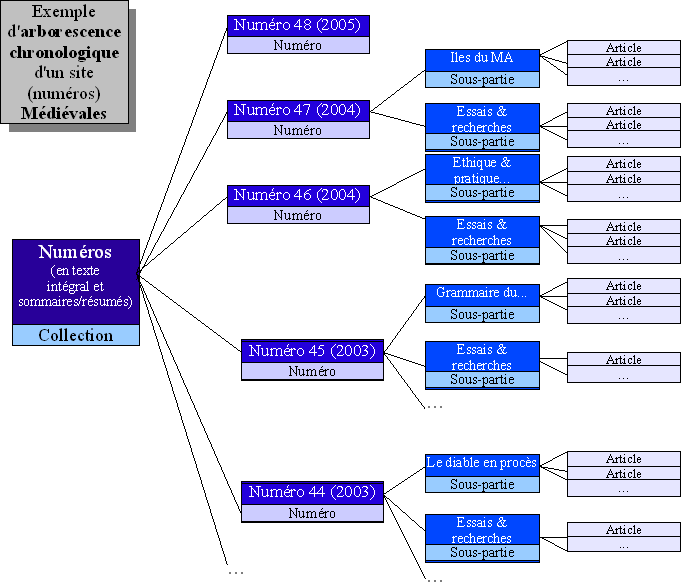 Exemple
d'arborescence
chronologique
d'un site
(numéros)
Médiévales
Numéros
(en texte
intégral et
sommaires/résumés)
Collection
Numéro 48 (2005)
Numéro
Numéro 47 (2004)
Numéro
Iles du MA
Sous-partie
Article
Article
...
Essais &
recherches
Sous-partie
Article
Article
...
Numéro 46 (2004)
Numéro
Ethique &
pratique...
Sous-partie
Article
Article
...
Essais &
recherches
Sous-partie
Article
Article
...
Numéro 45 (2003)
Numéro
Grammaire du...
Sous-partie
Article
Article
...
Essais &
recherches
Sous-partie
Article
...
...
Numéro 44 (2003)
Numéro
Le diable en procès
Sous-partie
Article
Article
...
Essais &
recherches
Sous-partie
Article
...
...
...